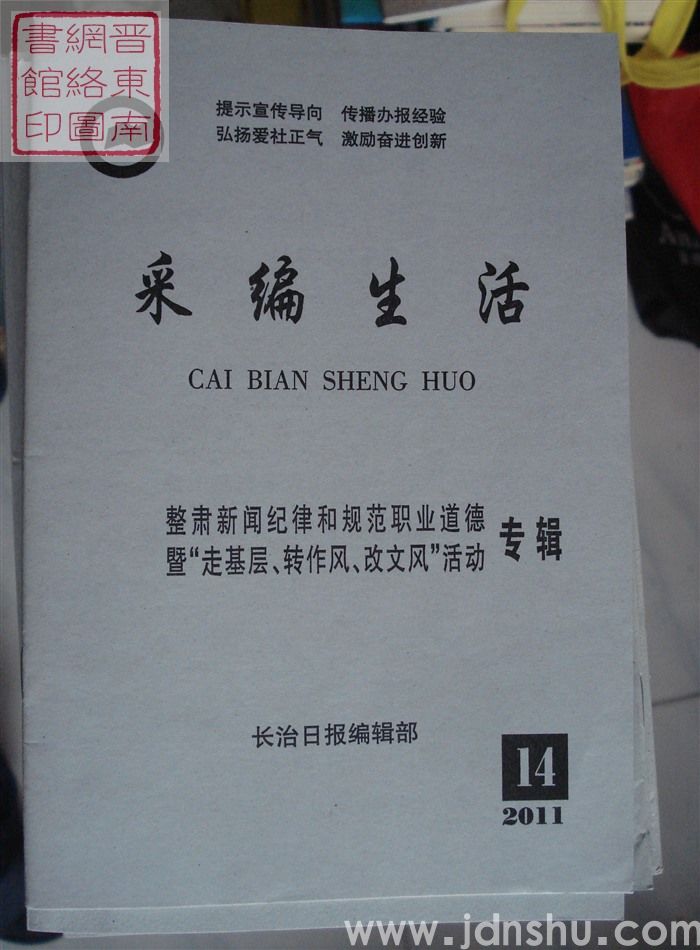 晋東南
網絡圖
書館印
提示宣传导向 传播办报经验
弘扬爱社正气 激励奋进创新
采编生活
CAI BIAN SHENG HUO
整肃新闻纪律和规范职业道德
暨“走基层、转作风、改文风”活动
专辑
长治日报编辑部
14
2011
www.jdnshu.com